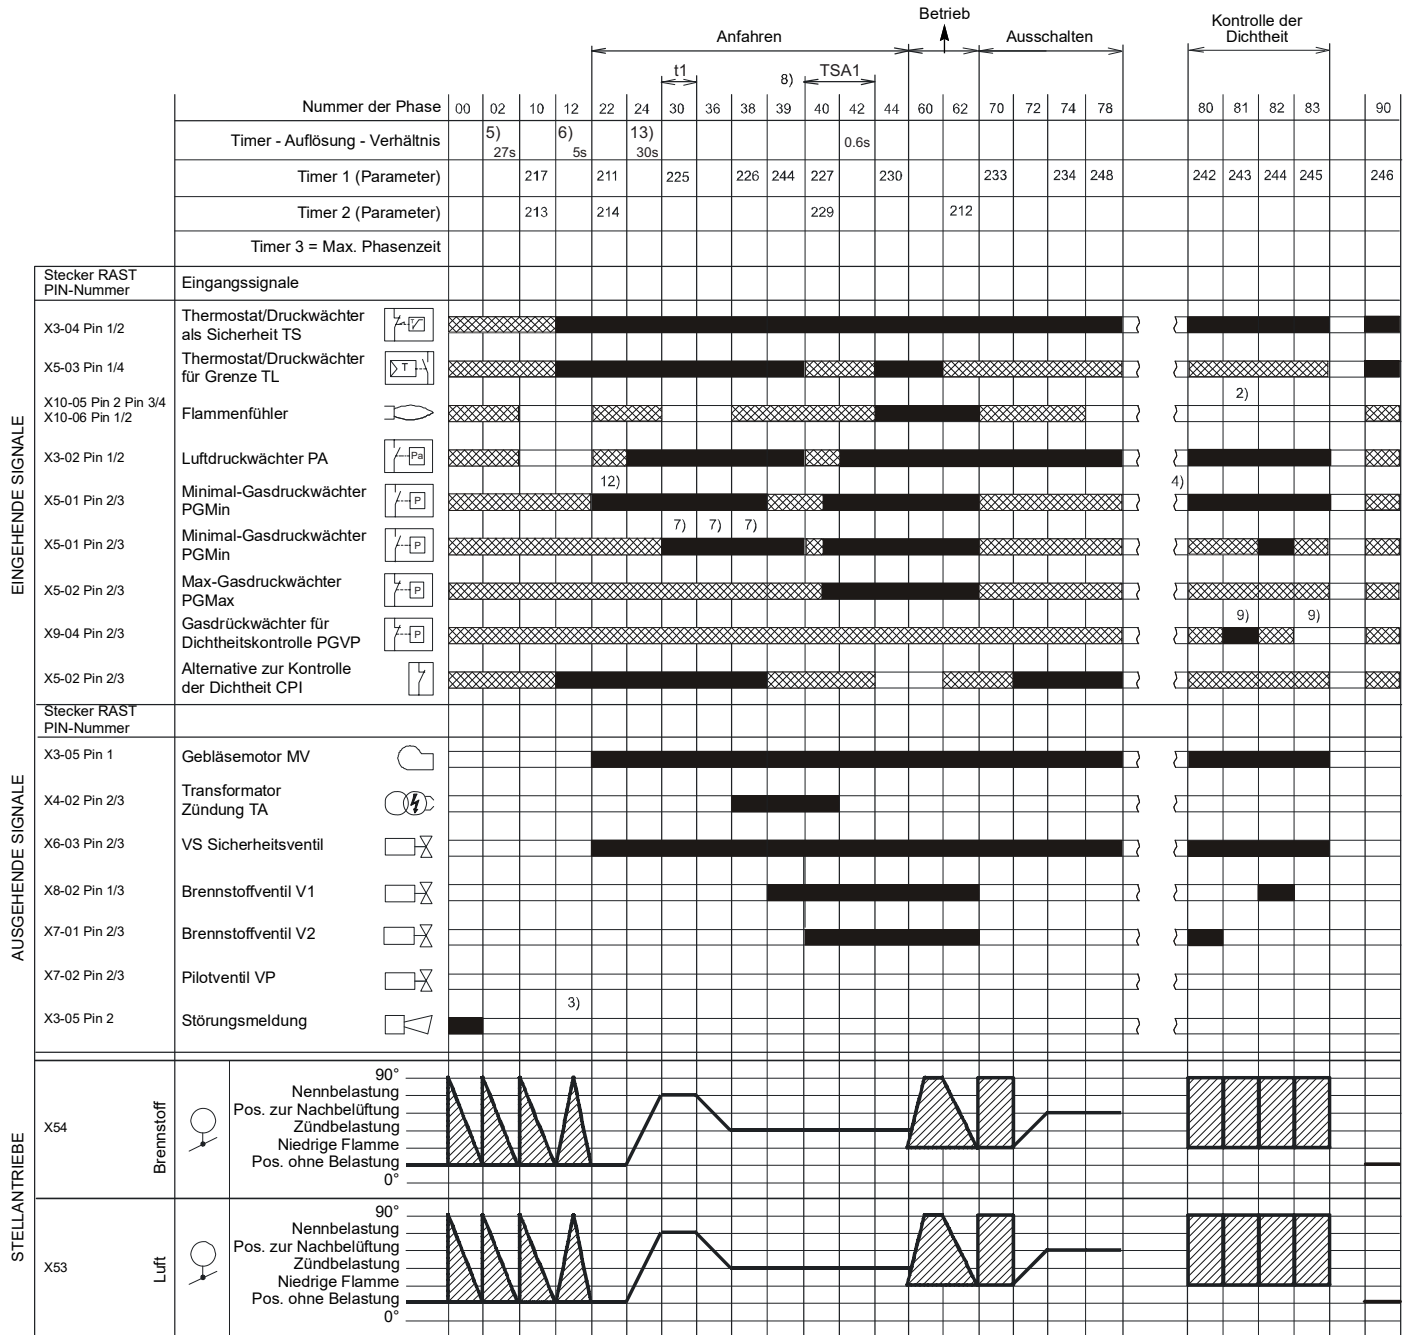 Betrieb
Anfahren
Ausschalten
Kontrolle der
Dichtheit
t1
8)
TSA1
Nummer der Phase 00 02 10 12 22 24 30 36 38 39 40 42 44 60 62 70 72 74 78 80 81 82 83 90
Timer - Auflösung - Verhältnis 5) 27s 6) 5s 13) 30s 0.6s
Timer 1 (Parameter) 217 211 225 226 244 227 230 233 234 248 242 243 244 245 246
Timer 2 (Parameter) 213 214 229 212
Timer 3 = Max. Phasenzeit
EINGEHENDE SIGNALE
Stecker RAST
PIN-Nummer
Eingangssignale
X3-04 Pin 1/2
Thermostat/Druckwächter
als Sicherheit TS
X5-03 Pin 1/4
Thermostat/Druckwächter
für Grenze TL
T
2)
X10-05 Pin 2 Pin 3/4
X10-06 Pin 1/2
Flammenfühler
X3-02 Pin 1/2
Luftdruckwächter PA
Pa
12)
4)
X5-01 Pin 2/3
Minimal-Gasdruckwächter
PGMin
P
7) 7) 7)
X5-01 Pin 2/3
Minimal-Gasdruckwächter
PGMin
P
X5-02 Pin 2/3
Max-Gasdruckwächter
PGMax
P
9) 9)
X9-04 Pin 2/3
Gasdrückwächter für
Dichtheitskontrolle PGVP
P
X5-02 Pin 2/3
Alternative zur Kontrolle
der Dichtheit CPI
AUSGEHENDE SIGNALE
Stecker RAST
PIN-Nummer
X3-05 Pin 1
Gebläsemotor MV
X4-02 Pin 2/3
Transformator
Zündung TA
X6-03 Pin 2/3
VS Sicherheitsventil
X8-02 Pin 1/3
Brennstoffventil V1
X7-01 Pin 2/3
Brennstoffventil V2
X7-02 Pin 2/3
Pilotventil VP
3)
X3-05 Pin 2
Störungsmeldung
STELLANTRIEBE
X54
Brennstoff
90°
Nennbelastung
Pos. zur Nachbelüftung
Zündbelastung
Niedrige Flamme
Pos. ohne Belastung
0°
X53
Luft
90°
Nennbelastung
Pos. zur Nachbelüftung
Zündbelastung
Niedrige Flamme
Pos. ohne Belastung
0°